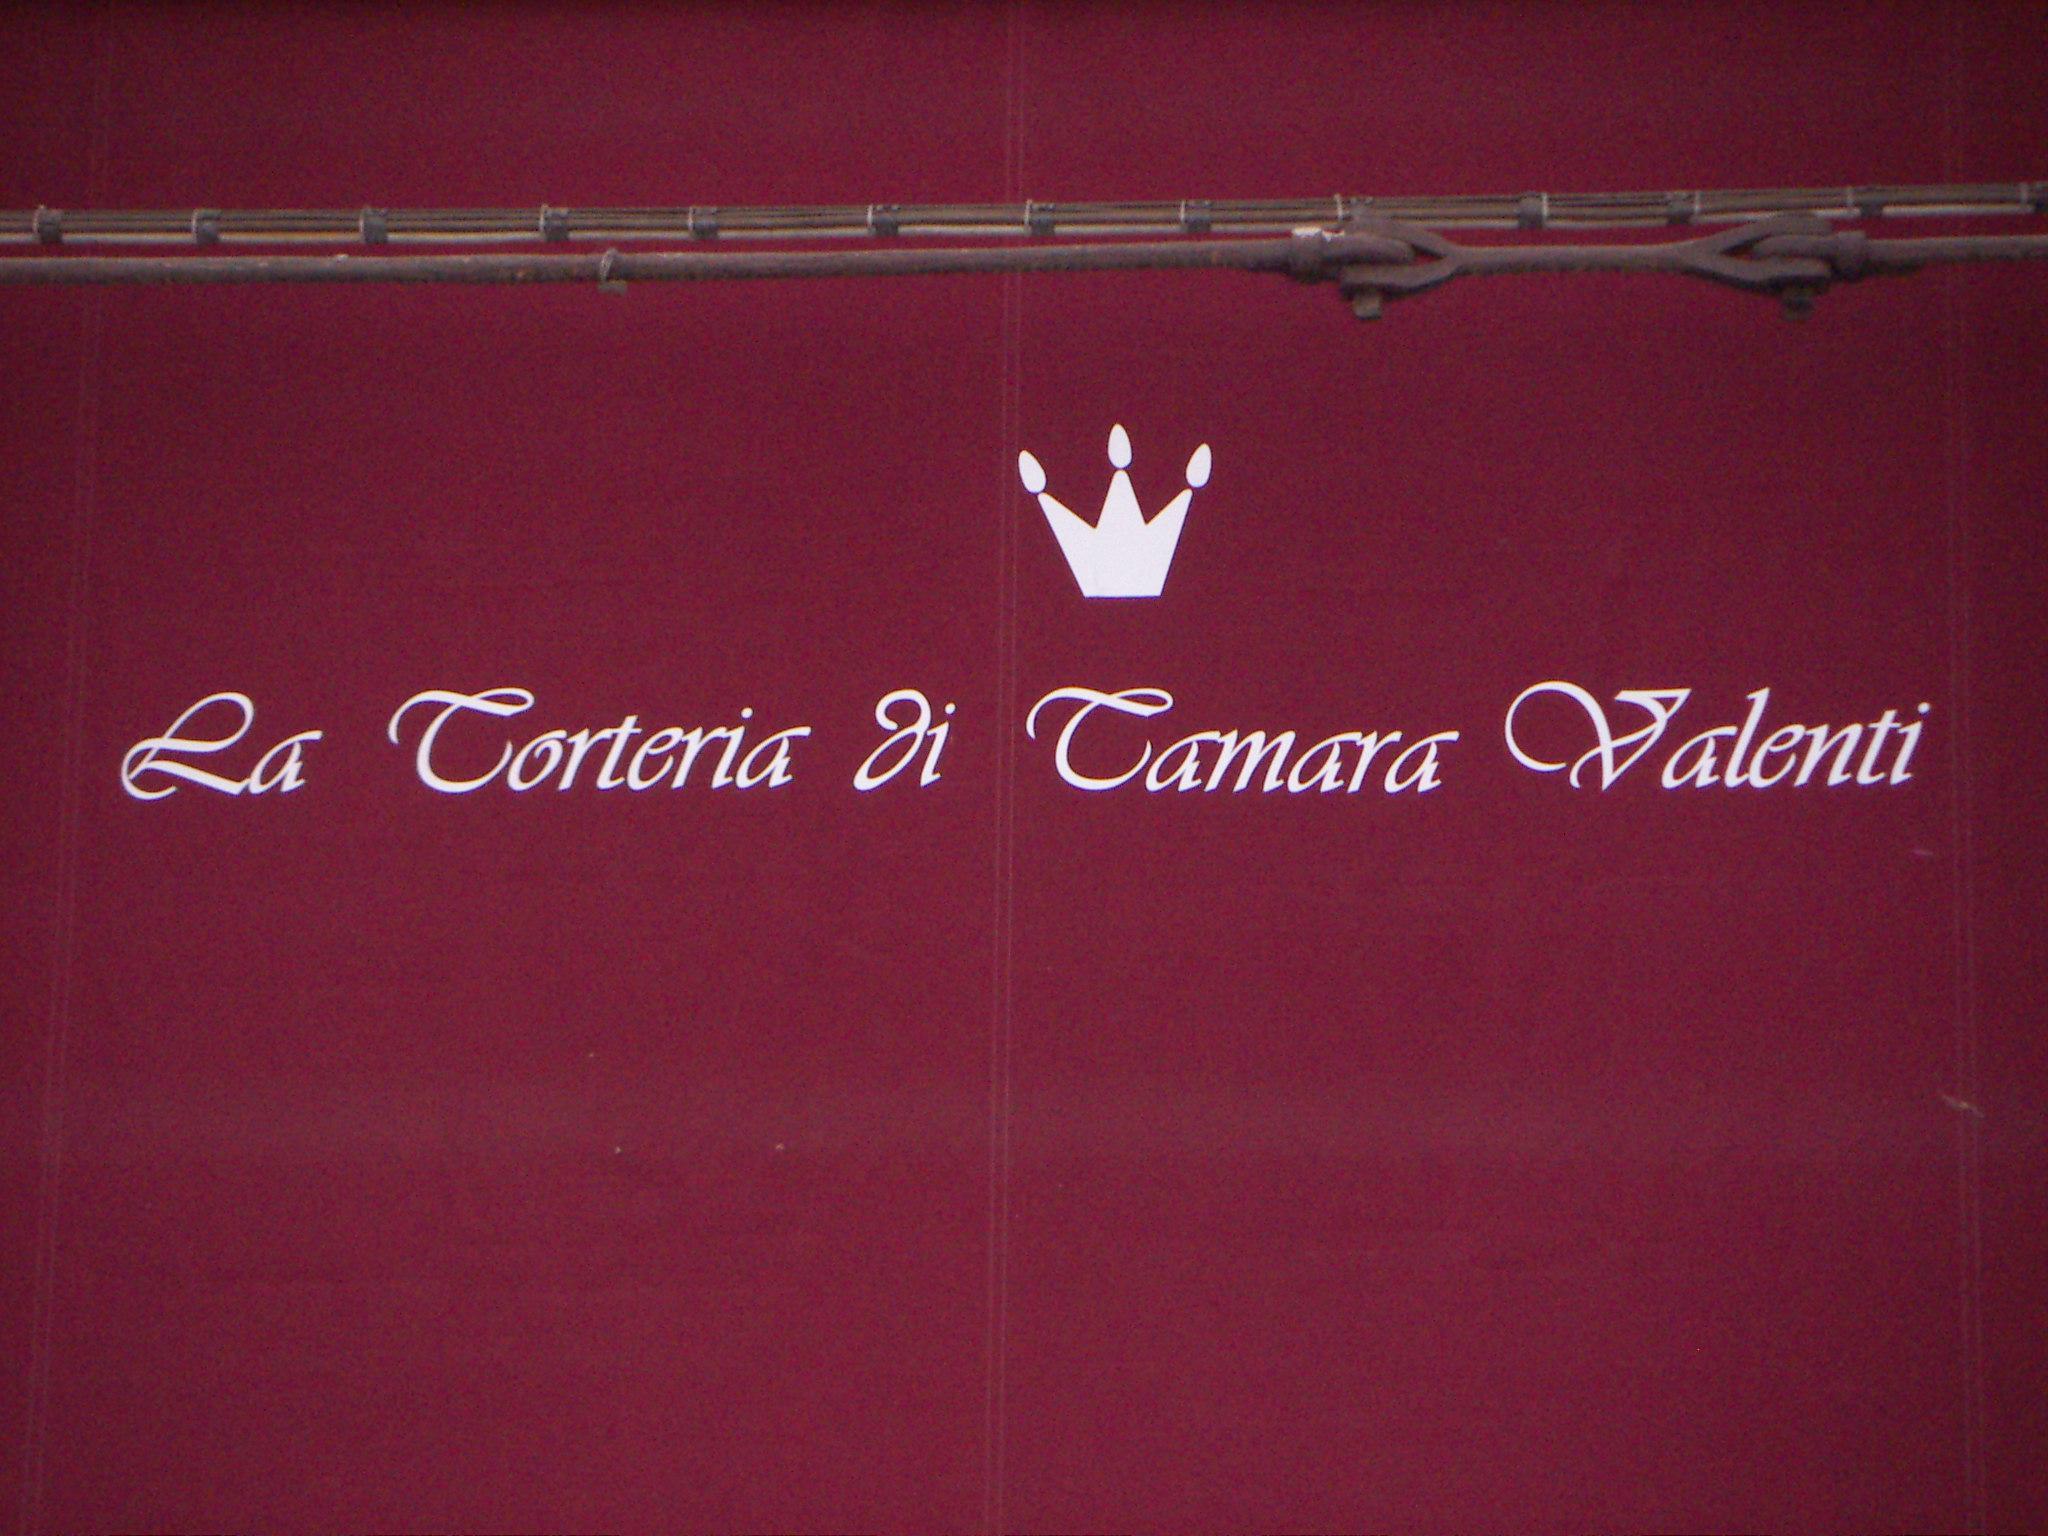 La Torteria di Tamara Valenti